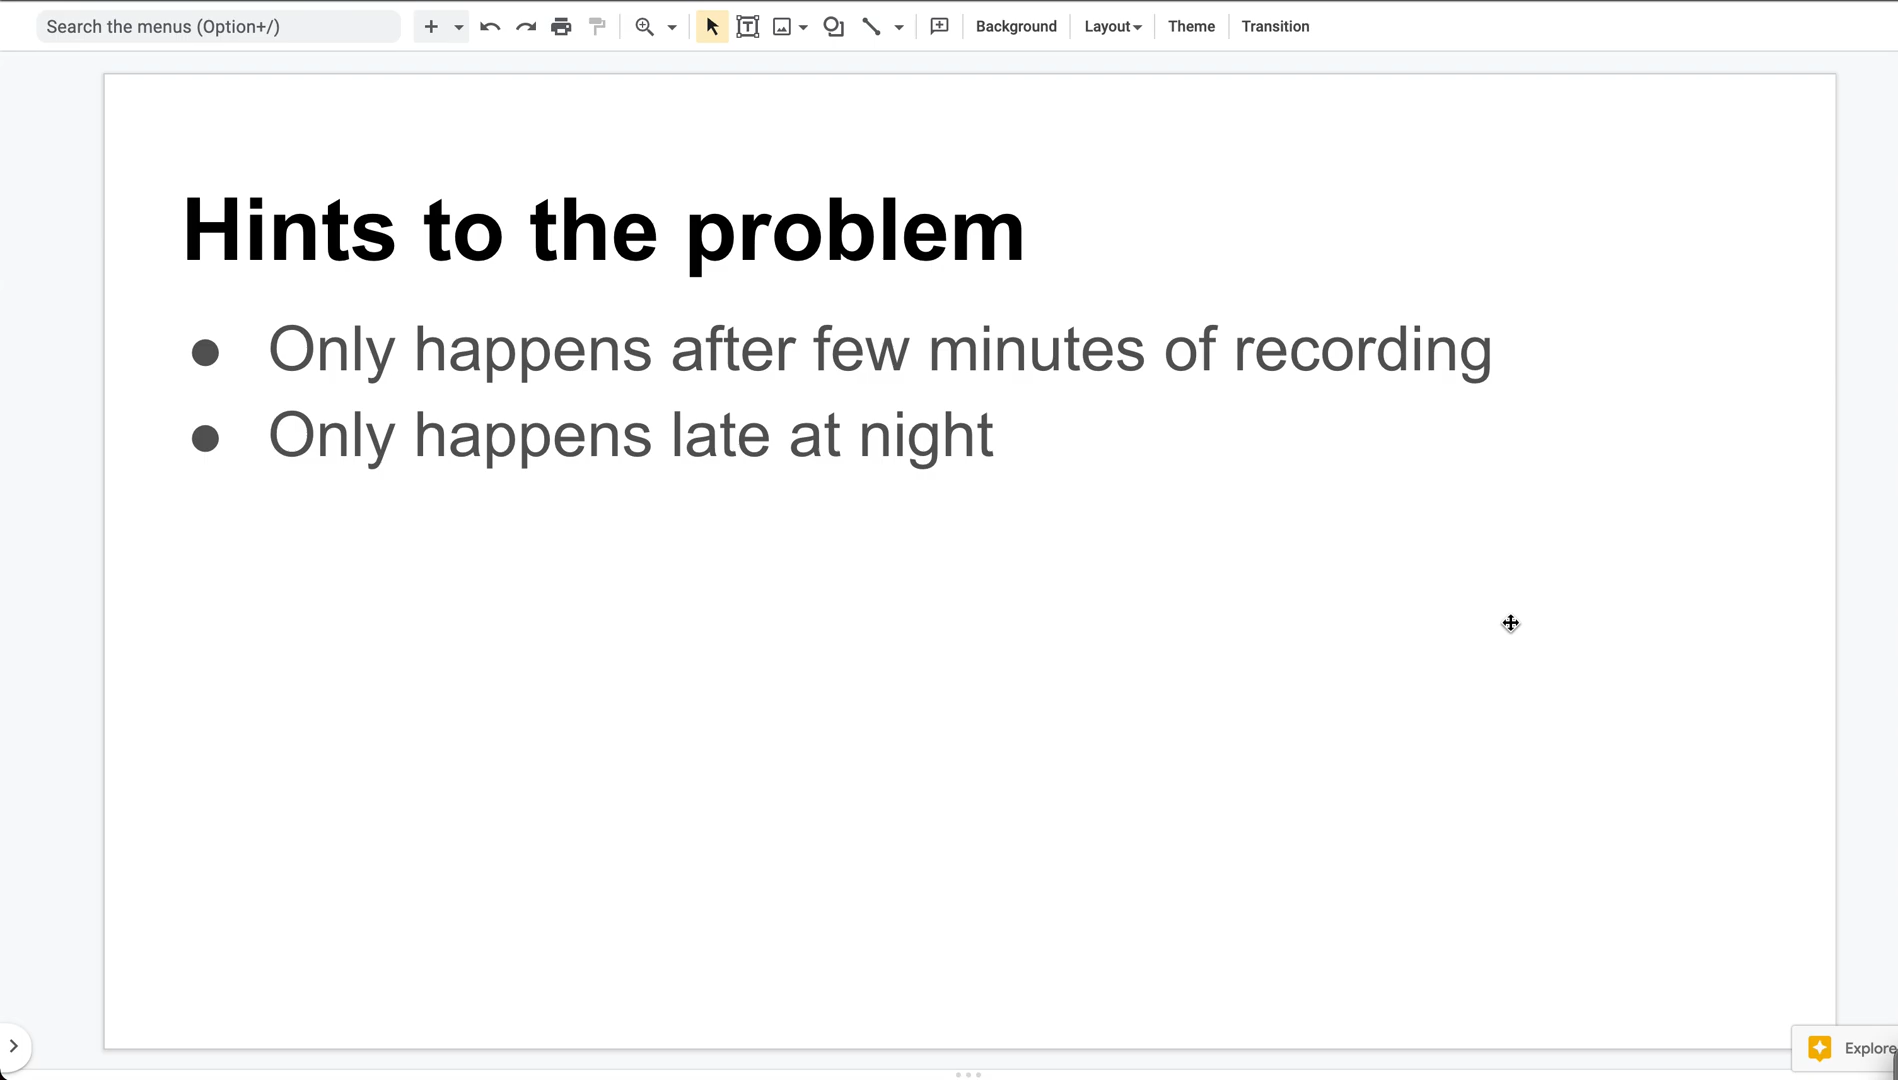 Search the menus (Option+/)
Background
Layout
Theme
Transition
Hints to the problem
● Only happens after few minutes of recording
● Only happens late at night
Explore